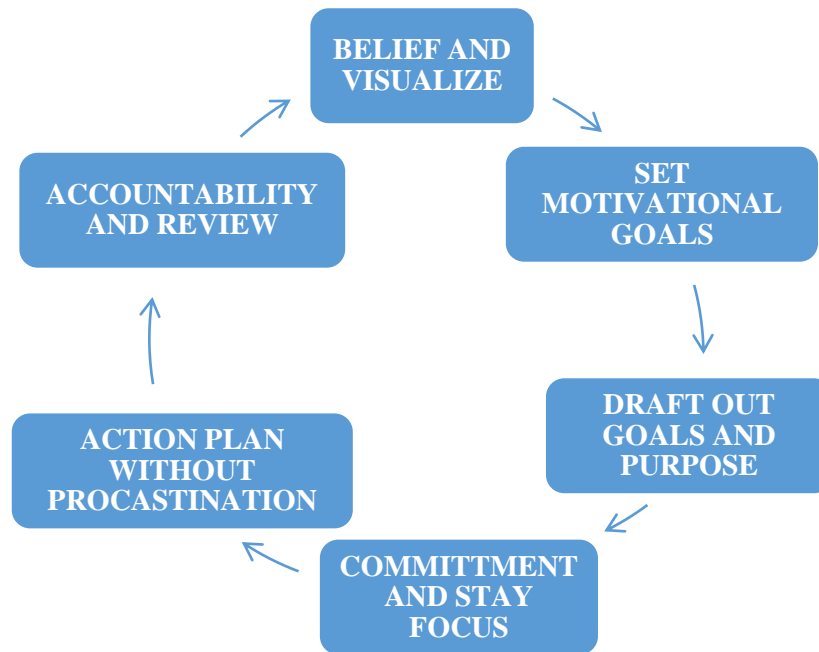 BELIEF AND
VISUALIZE
SET
MOTIVATIONAL
GOALS
DRAFT OUT
GOALS AND
PURPOSE
COMMITTMENT
AND STAY
FOCUS
ACTION PLAN
WITHOUT
PROCASTINATION
ACCOUNTABILITY
AND REVIEW